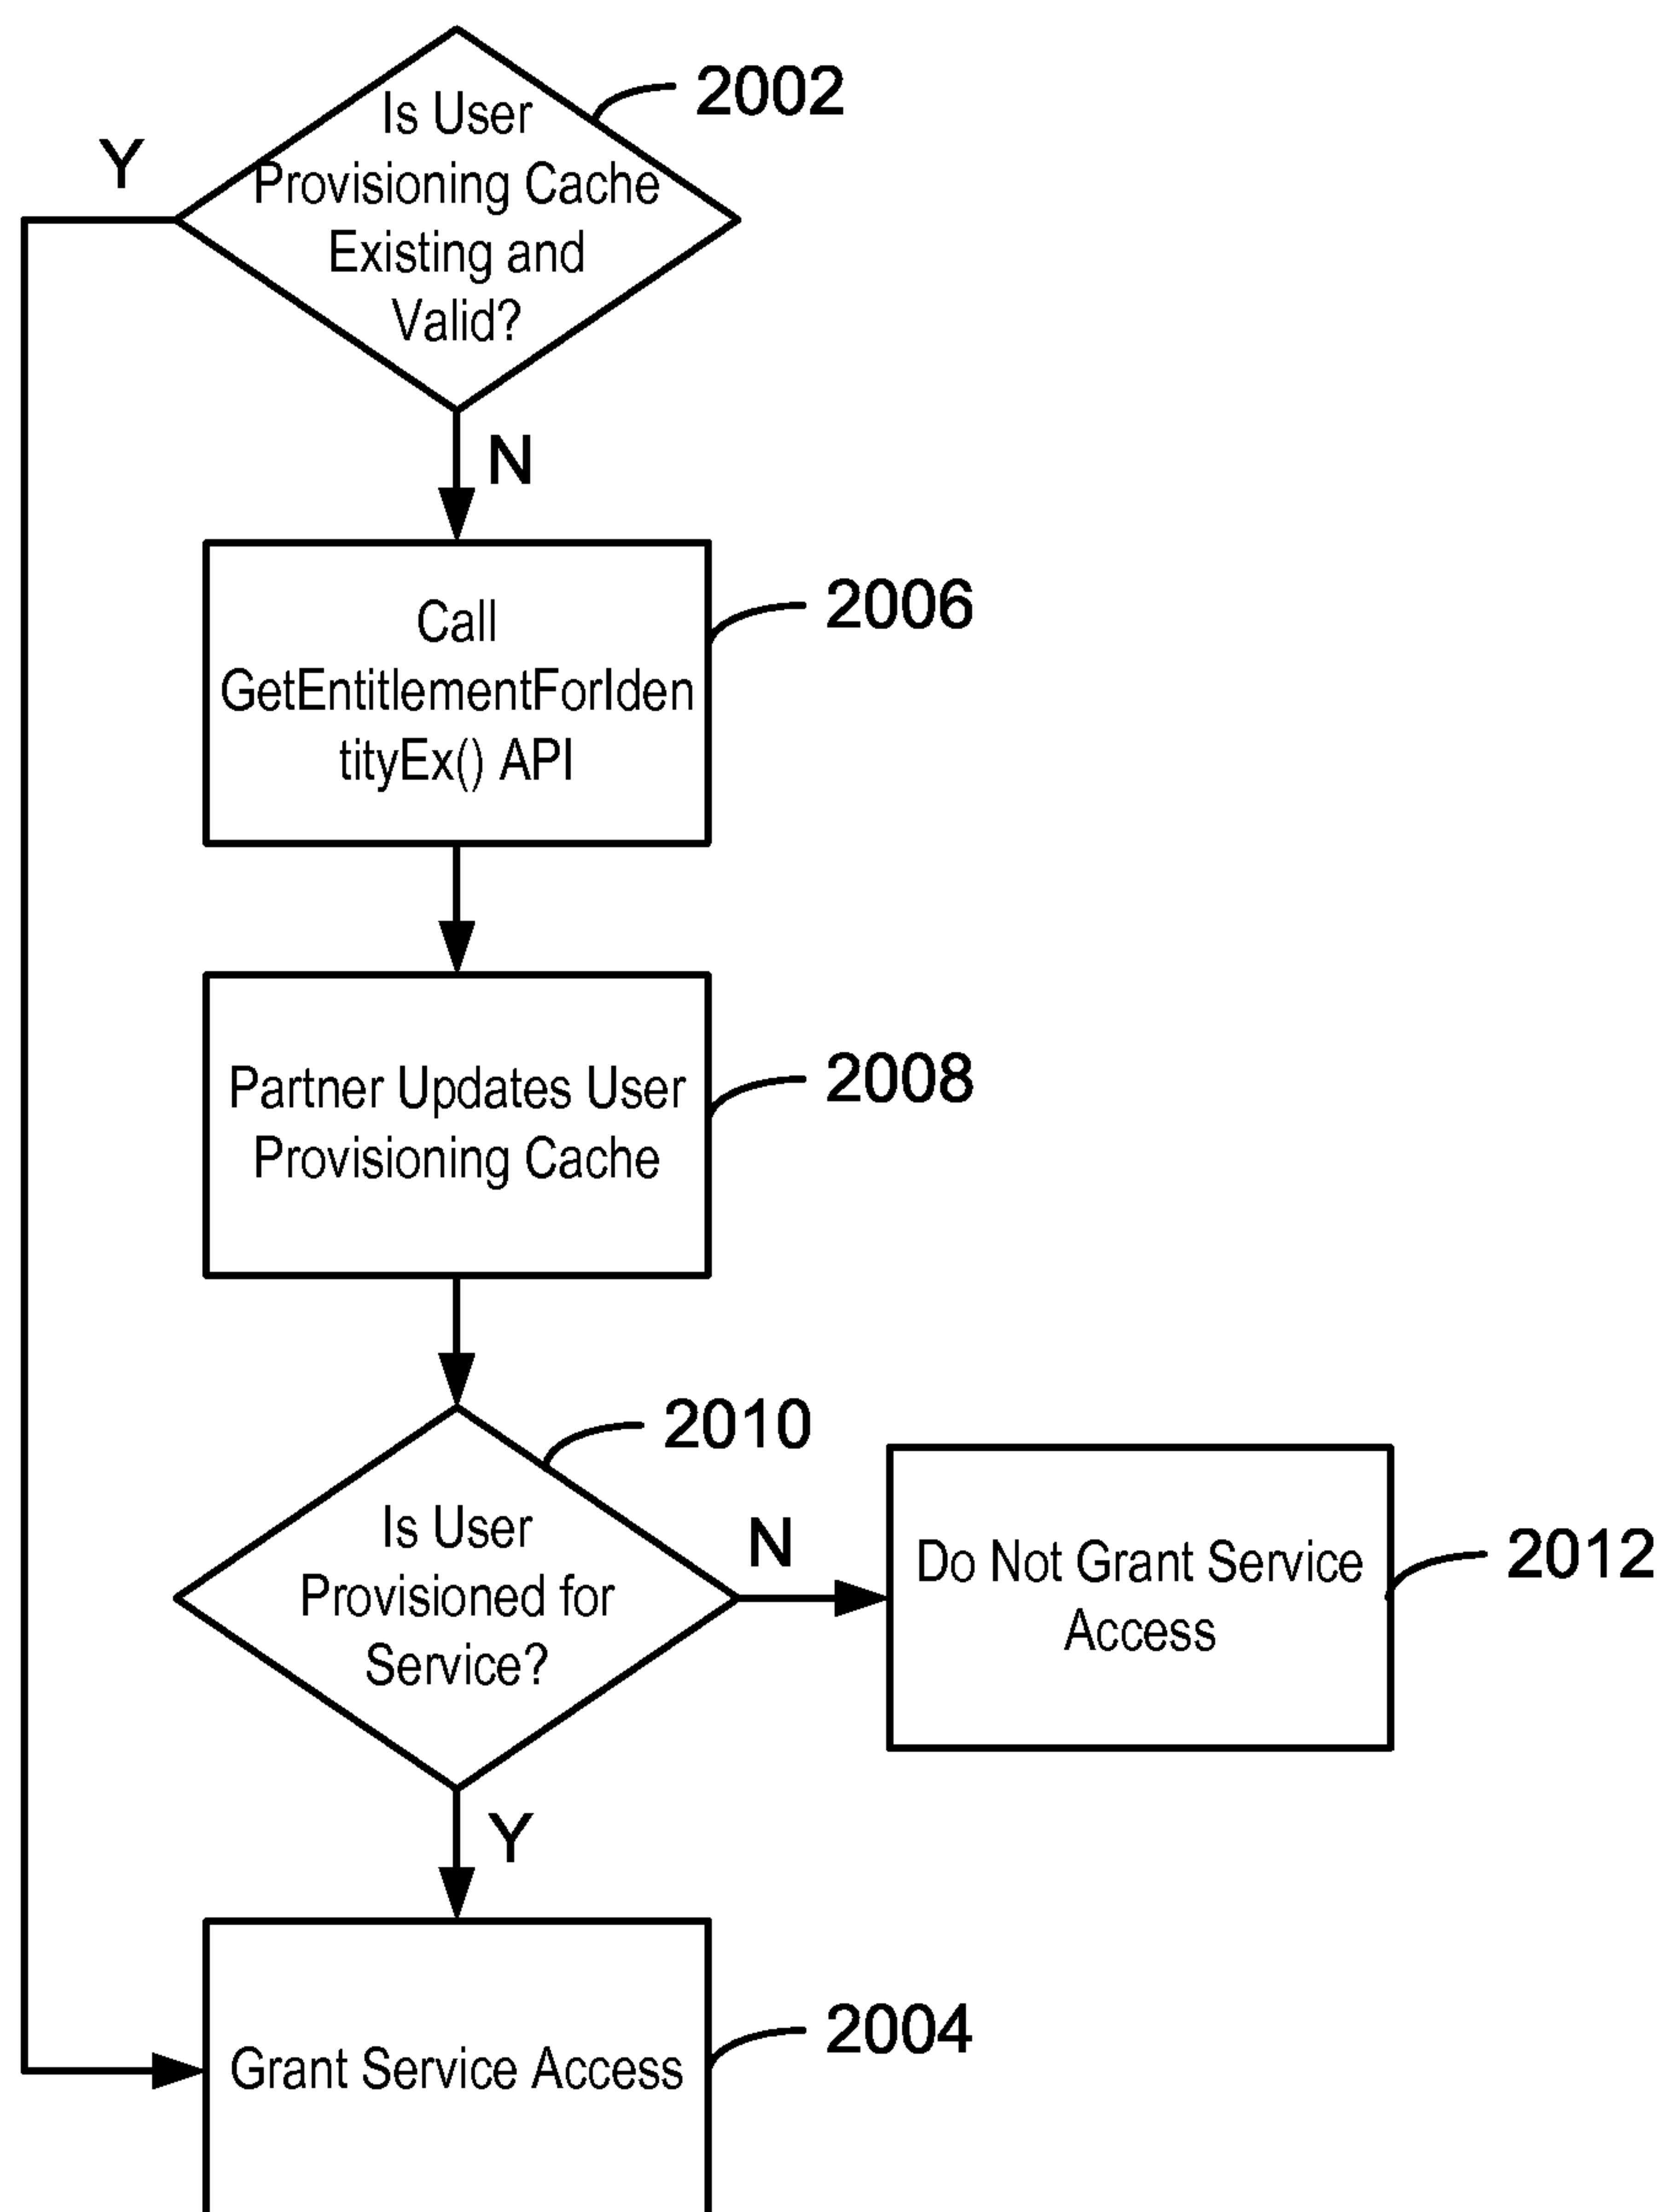 2002
Is User
Provisioning Cache
Existing and
Valid?
Y
N
Call
GetEntitlementForIden
tityEx() API
2006
Partner Updates User
Provisioning Cache
2008
2010
Is User
Provisioned for
Service?
N
Do Not Grant Service
Access
2012
Y
Grant Service Access
2004